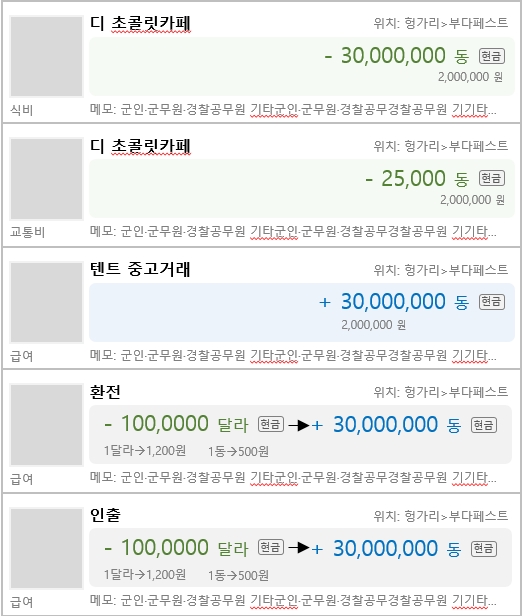 디 초콜릿카페 위치: 헝가리>부다페스트
- 30,000,000 동 현금
2,000,000 원
식비 메모: 군인·군무원·경찰공무원 기타군인·군무원·경찰공무경찰공무원 기기타...
디 초콜릿카페 위치: 헝가리>부다페스트
- 25,000 동 현금
2,000,000 원
교통비 메모: 군인·군무원·경찰공무원 기타군인·군무원·경찰공무경찰공무원 기기타...
텐트 중고거래 위치: 헝가리>부다페스트
+ 30,000,000 동 현금
2,000,000 원
급여 메모: 군인·군무원·경찰공무원 기타군인·군무원·경찰공무경찰공무원 기기타...
환전 위치: 헝가리>부다페스트
- 100,0000 달라 현금 → + 30,000,000 동 현금
1달라→1,200원 1동→500원
급여 메모: 군인·군무원·경찰공무원 기타군인·군무원·경찰공무경찰공무원 기기타...
인출 위치: 헝가리>부다페스트
- 100,0000 달라 현금 → + 30,000,000 동 현금
1달라→1,200원 1동→500원
급여 메모: 군인·군무원·경찰공무원 기타군인·군무원·경찰공무경찰공무원 기기타...